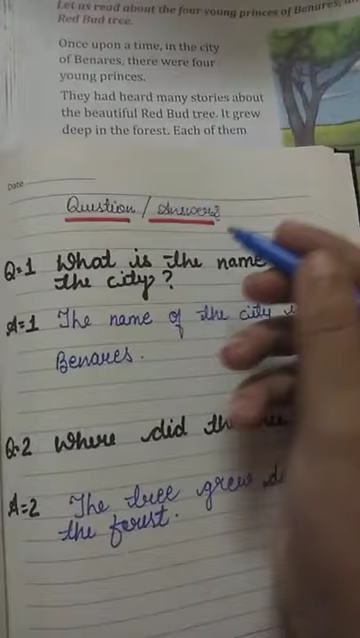 Let us read about the four young princes of Benares, and
Red Bud tree.
Once upon a time, in the city
of Benares, there were four
young princes.
They had heard many stories about
the beautiful Red Bud tree. It grew
deep in the forest. Each of them
Date
Question / Answers
Q=1 What is the name
the city?
A=1 The name of the city
Benares.
Q=2 Where did the
A=2 The tree grew
the forest.